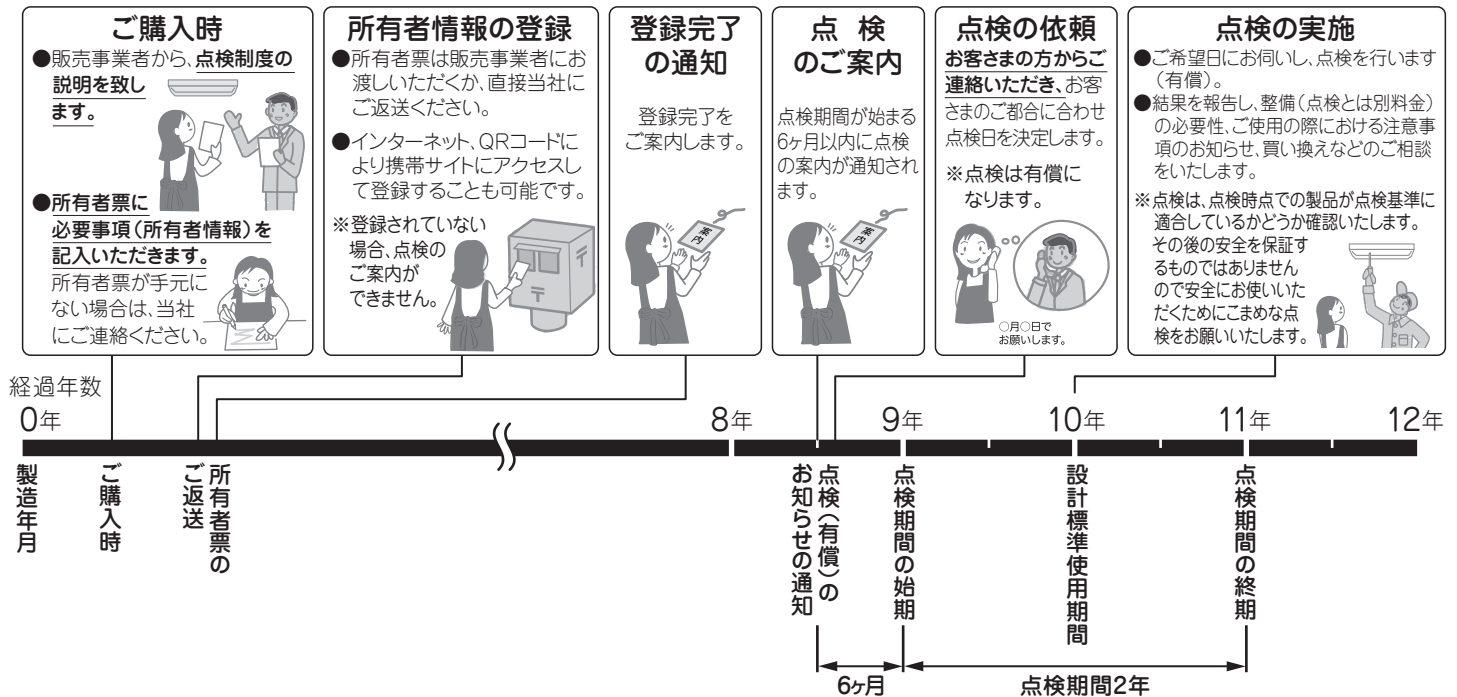 ご購入時
●販売事業者から、点検制度の
説明を致し
ます。
●所有者票に
必要事項（所有者情報）を
記入いただきます。
所有者票が手元に
ない場合は、当社
にご連絡ください。
所有者情報の登録
●所有者票は販売事業者にお
渡しいただくか、直接当社に
ご返送ください。
●インターネット、QRコードに
より携帯サイトにアクセスし
て登録することも可能です。
※登録されていない
場合、点検の
ご案内が
できません。
〒
〒
登録完了
の通知
登録完了を
ご案内します。
案内
点 検
のご案内
点検期間が始まる
6ヶ月以内に点検
の案内が通知され
ます。
案内
点検の依頼
お客さまの方からご
連絡いただき、お客
さまのご都合に合わせ
点検日を決定します。
※点検は有償に
なります。
○月○日で
お願いします。
点検の実施
●ご希望日にお伺いし、点検を行います
（有償）。
●結果を報告し、整備（点検とは別料金）
の必要性、ご使用の際における注意事
項のお知らせ、買い換えなどのご相談
をいたします。
※点検は、点検時点での製品が点検基準に
適合しているかどうか確認いたします。
その後の安全を保証す
るものではありません
ので安全にお使いいた
だくためにこまめな点
検をお願いいたします。
経過年数
0年
8年
9年
10年
11年
12年
製造年月
ご購入時
所有者票の
ご返送
点検（有償）の
お知らせの通知
点検期間の始期
設計標準使用期間
点検期間の終期
6ヶ月
点検期間2年